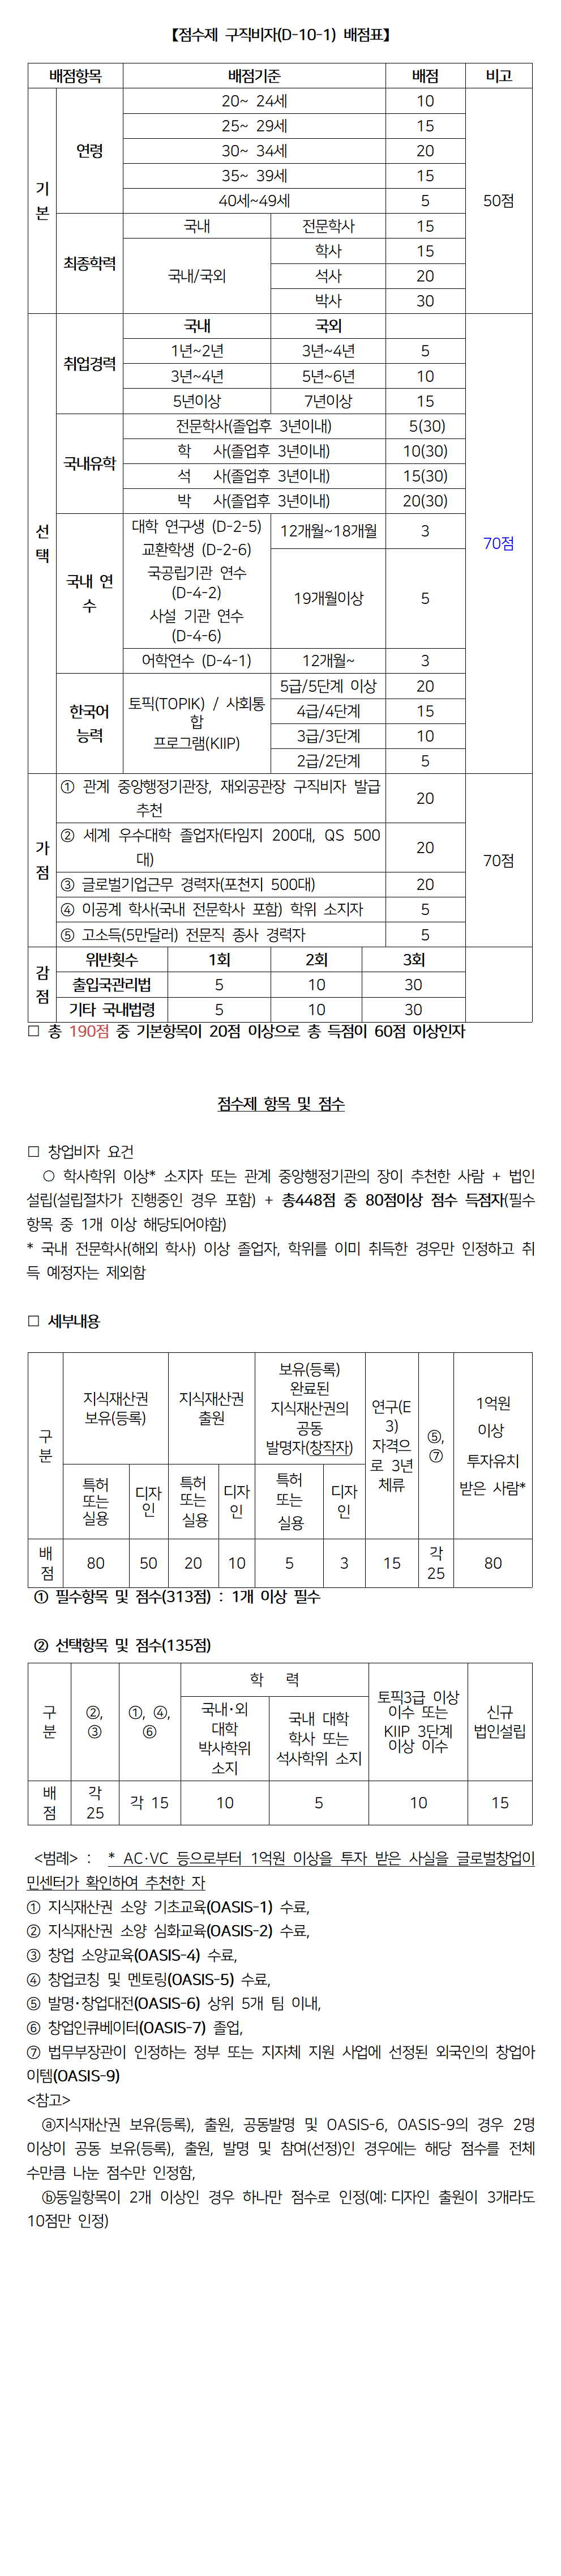 【점수제 구직비자(D-10-1) 배점표】
배점항목 배점기준 배점 비고
기본 연령 20~ 24세 10 50점
25~ 29세 15
30~ 34세 20
35~ 39세 15
40세~49세 5
최종학력 국내 전문학사 15
국내/국외 학사 15
석사 20
박사 30
선택 취업경력 국내 국외 70점
1년~2년 3년~4년 5
3년~4년 5년~6년 10
5년이상 7년이상 15
국내유학 전문학사(졸업후 3년이내) 5(30)
학 사(졸업후 3년이내) 10(30)
석 사(졸업후 3년이내) 15(30)
박 사(졸업후 3년이내) 20(30)
국내 연수 대학 연구생 (D-2-5) 12개월~18개월 3
교환학생 (D-2-6)
국공립기관 연수
(D-4-2) 19개월이상 5
사설 기관 연수
(D-4-6)
어학연수 (D-4-1) 12개월~ 3
한국어 능력 토픽(TOPIK) / 사회통합 프로그램(KIIP) 5급/5단계 이상 20
4급/4단계 15
3급/3단계 10
2급/2단계 5
가점 ① 관계 중앙행정기관장, 재외공관장 구직비자 발급 추천 20 70점
② 세계 우수대학 졸업자(타임지 200대, QS 500대) 20
③ 글로벌기업근무 경력자(포천지 500대) 20
④ 이공계 학사(국내 전문학사 포함) 학위 소지자 5
⑤ 고소득(5만달러) 전문직 종사 경력자 5
감점 위반횟수 1회 2회 3회
출입국관리법 5 10 30
기타 국내법령 5 10 30
□ 총 190점 중 기본항목이 20점 이상으로 총 득점이 60점 이상인자
점수제 항목 및 점수
□ 창업비자 요건
○ 학사학위 이상* 소지자 또는 관계 중앙행정기관의 장이 추천한 사람 + 법인
설립(설립절차가 진행중인 경우 포함) + 총448점 중 80점이상 점수 득점자(필수
항목 중 1개 이상 해당되어야함)
* 국내 전문학사(해외 학사) 이상 졸업자, 학위를 이미 취득한 경우만 인정하고 취
득 예정자는 제외함
□ 세부내용
구분 지식재산권 보유(등록) 지식재산권 출원 보유(등록) 완료된 지식재산권의 공동 발명자(창작자) 연구(E3) 자격으로 3년 체류 ⑤, ⑦ 1억원 이상 투자유치 받은 사람*
특허 또는 실용 디자인 특허 또는 실용 디자인 특허 또는 실용 디자인
배점 80 50 20 10 5 3 15 각 25 80
① 필수항목 및 점수(313점) : 1개 이상 필수
② 선택항목 및 점수(135점)
구분 ②, ③ ①, ④, ⑥ 학 력 토픽3급 이상 이수 또는 KIIP 3단계 이상 이수 신규 법인설립
국내·외 대학 박사학위 소지 국내 대학 학사 또는 석사학위 소지
배점 각 25 각 15 10 5 10 15
<범례> : * AC·VC 등으로부터 1억원 이상을 투자 받은 사실을 글로벌창업이
민센터가 확인하여 추천한 자
① 지식재산권 소양 기초교육(OASIS-1) 수료,
② 지식재산권 소양 심화교육(OASIS-2) 수료,
③ 창업 소양교육(OASIS-4) 수료,
④ 창업코칭 및 멘토링(OASIS-5) 수료,
⑤ 발명·창업대전(OASIS-6) 상위 5개 팀 이내,
⑥ 창업인큐베이터(OASIS-7) 졸업,
⑦ 법무부장관이 인정하는 정부 또는 지자체 지원 사업에 선정된 외국인의 창업아
이템(OASIS-9)
<참고>
ⓐ지식재산권 보유(등록), 출원, 공동발명 및 OASIS-6, OASIS-9의 경우 2명
이상이 공동 보유(등록), 출원, 발명 및 참여(선정)인 경우에는 해당 점수를 전체
수만큼 나눈 점수만 인정함,
ⓑ동일항목이 2개 이상인 경우 하나만 점수로 인정(예: 디자인 출원이 3개라도
10점만 인정)